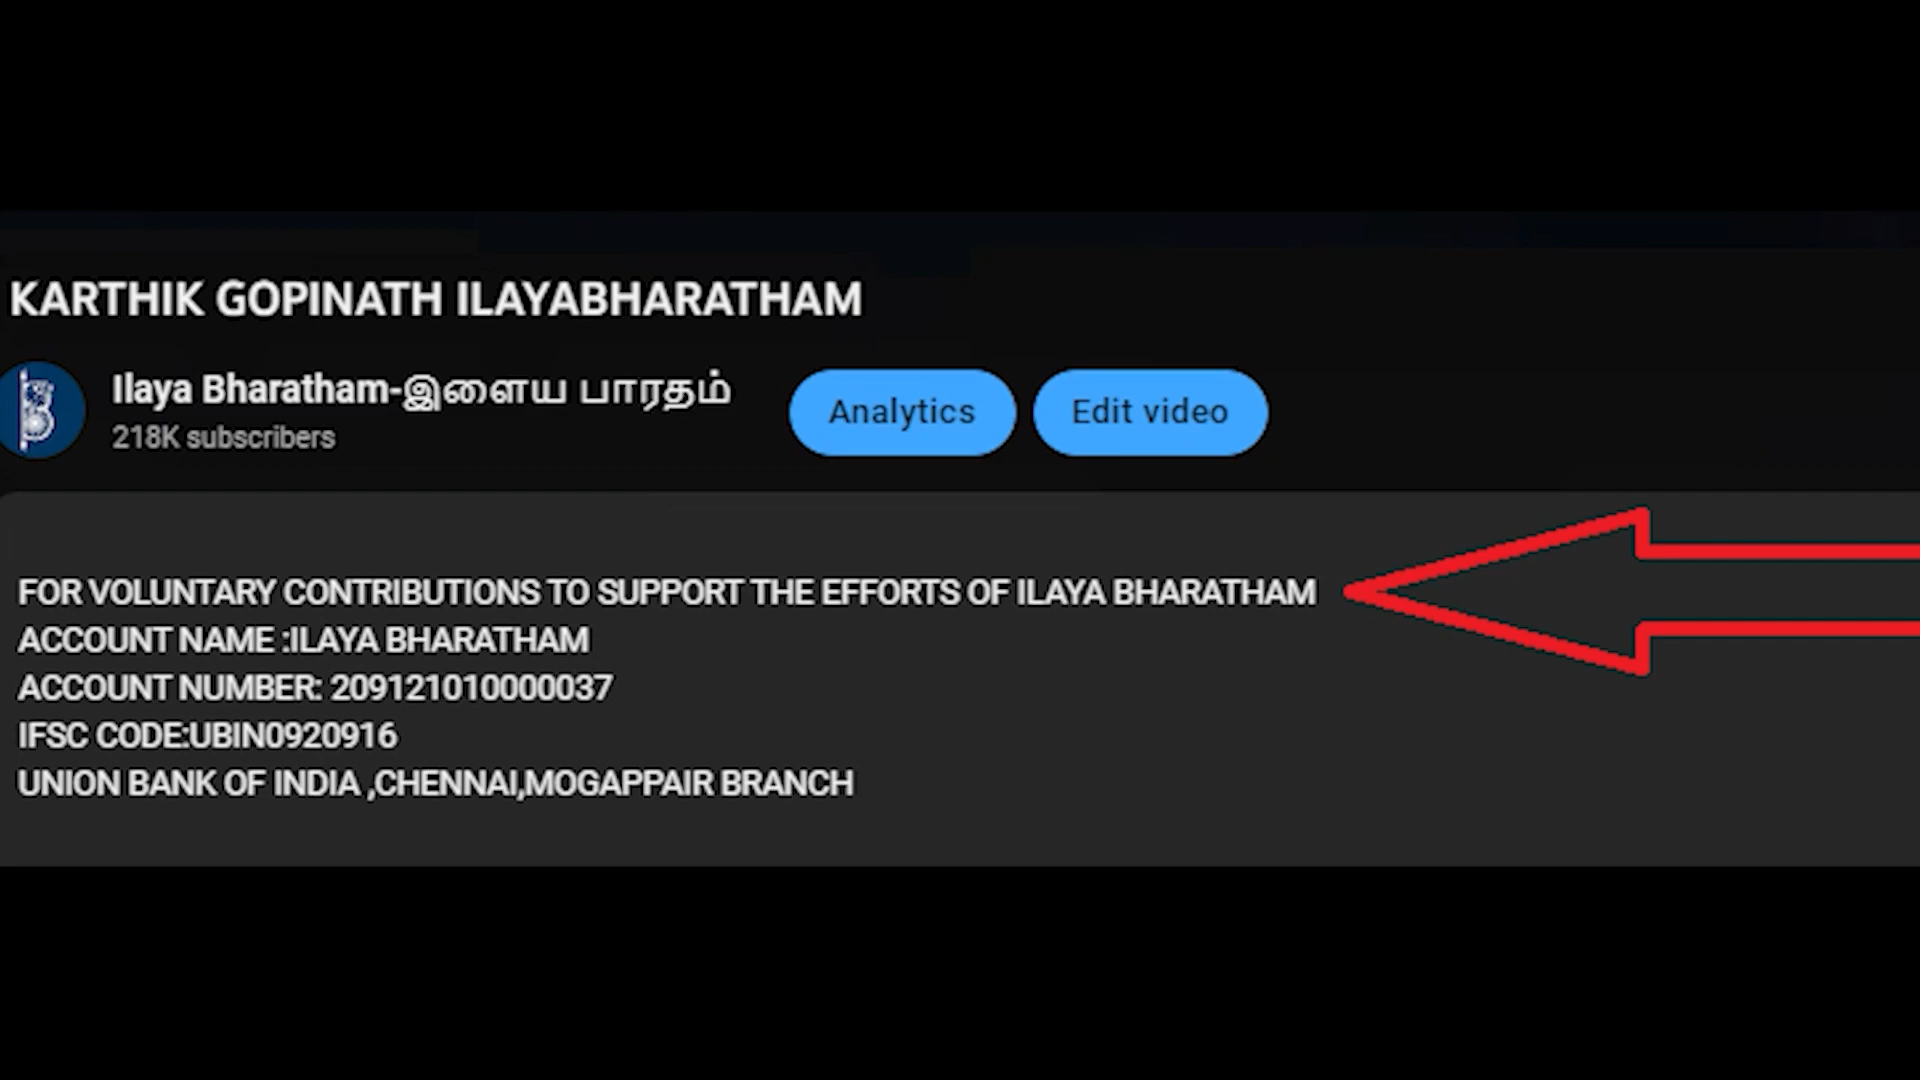 KARTHIK GOPINATH ILAYABHARATHAM
Ilaya Bharatham-இளைய பாரதம்
218K subscribers
Analytics
Edit video
FOR VOLUNTARY CONTRIBUTIONS TO SUPPORT THE EFFORTS OF ILAYA BHARATHAM
ACCOUNT NAME :ILAYA BHARATHAM
ACCOUNT NUMBER: 209121010000037
IFSC CODE:UBIN0920916
UNION BANK OF INDIA ,CHENNAI,MOGAPPAIR BRANCH